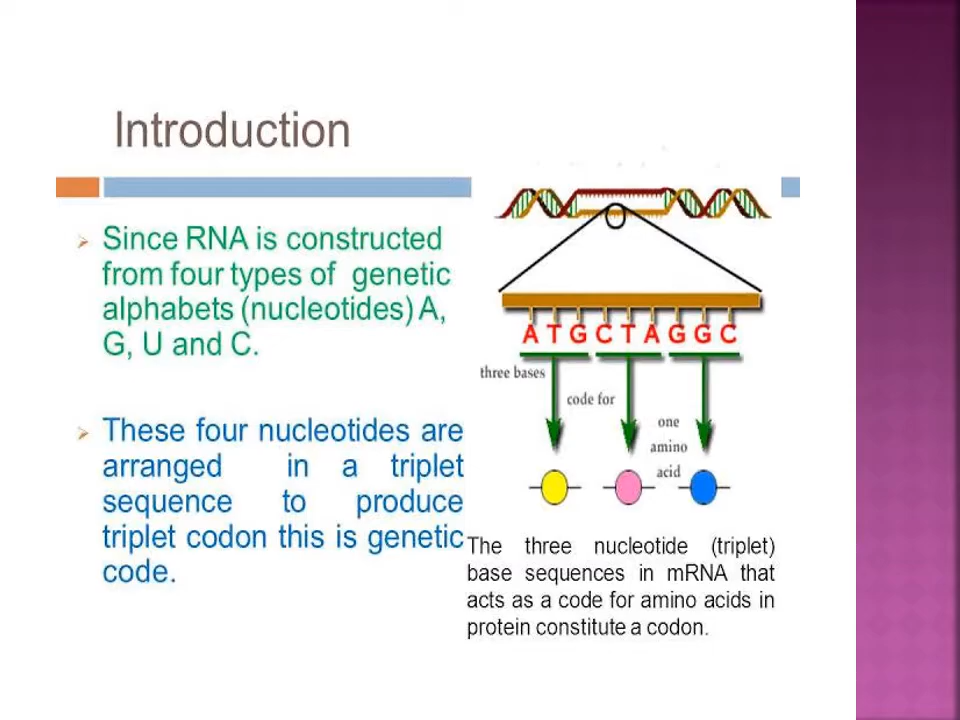 Introduction
Since RNA is constructed
from four types of genetic
alphabets (nucleotides) A,
G, U and C.
These four nucleotides are
arranged in a triplet
sequence to produce
triplet codon this is genetic
code.
A T G C T A G G C
three bases
code for
one
amino
acid
The three nucleotide (triplet)
base sequences in mRNA that
acts as a code for amino acids in
protein constitute a codon.